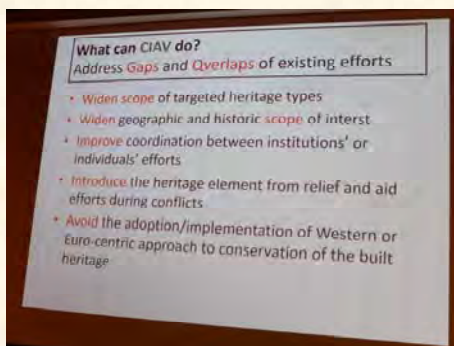 What can CIAV do?
Address Gaps and Overlaps of existing efforts
• Widen scope of targeted heritage types
• Widen geographic and historic scope of interst
• Improve coordination between institutions' or
individuals' efforts
• Introduce the heritage element from relief and aid
efforts during conflicts
• Avoid the adoption/implementation of Western or
Euro-centric approach to conservation of the built
heritage